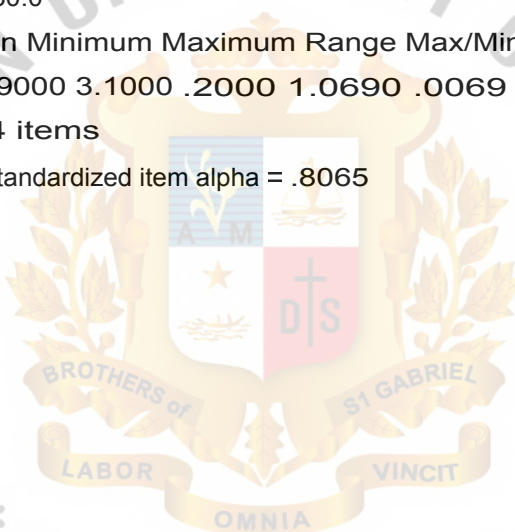 n Minimum Maximum Range Max/Min
9000 3.1000 .2000 1.0690 .0069
4 items
tandardized item alpha = .8065
A M
D S
BROTHERS of
S1 GABRIEL
LABOR
VINCIT
OMNIA